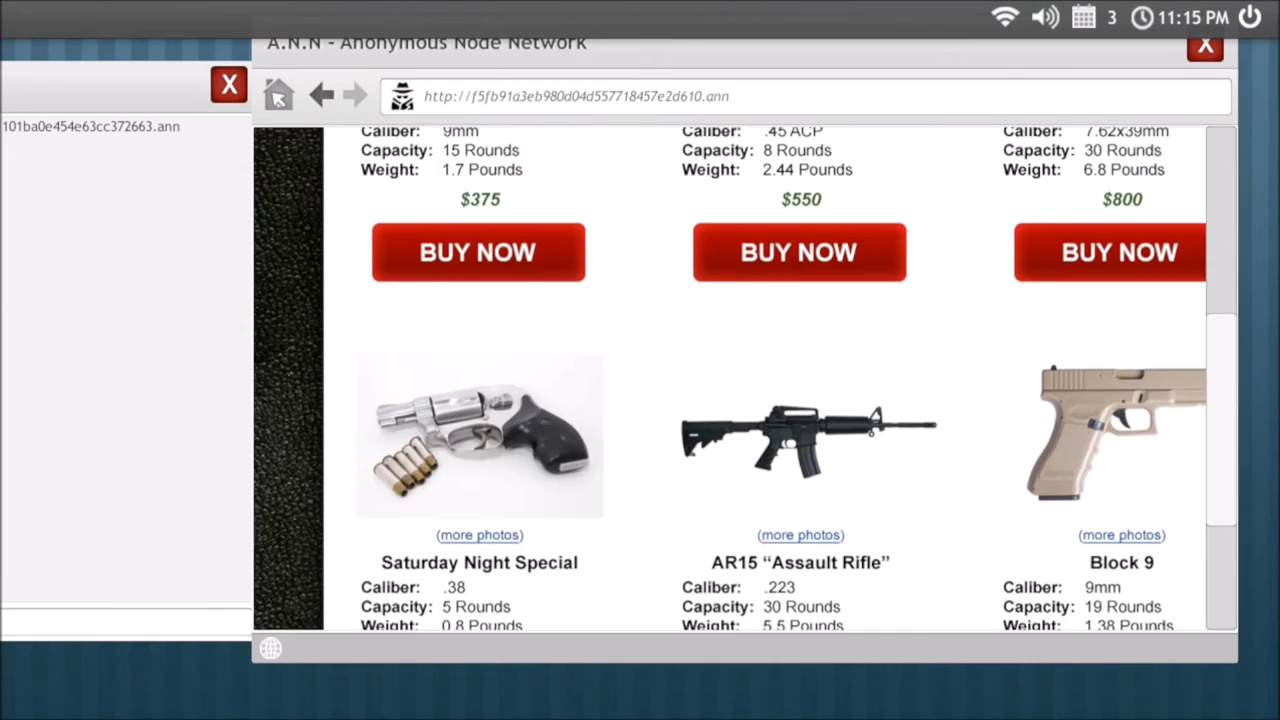 3 11:15 PM
A.N.N - Anonymous Node Network
X
X
http://f5fb91a3eb980d04d557718457e2d610.ann
101ba0e454e63cc372663.ann
Caliber: 9mm
Capacity: 15 Rounds
Weight: 1.7 Pounds
$375
BUY NOW
Caliber: .45 ACP
Capacity: 8 Rounds
Weight: 2.44 Pounds
$550
BUY NOW
Caliber: 7.62x39mm
Capacity: 30 Rounds
Weight: 6.8 Pounds
$800
BUY NOW
(more photos)
Saturday Night Special
Caliber: .38
Capacity: 5 Rounds
Weight: 0.8 Pounds
(more photos)
AR15 “Assault Rifle”
Caliber: .223
Capacity: 30 Rounds
Weight: 5.5 Pounds
(more photos)
Block 9
Caliber: 9mm
Capacity: 19 Rounds
Weight: 1.38 Pounds